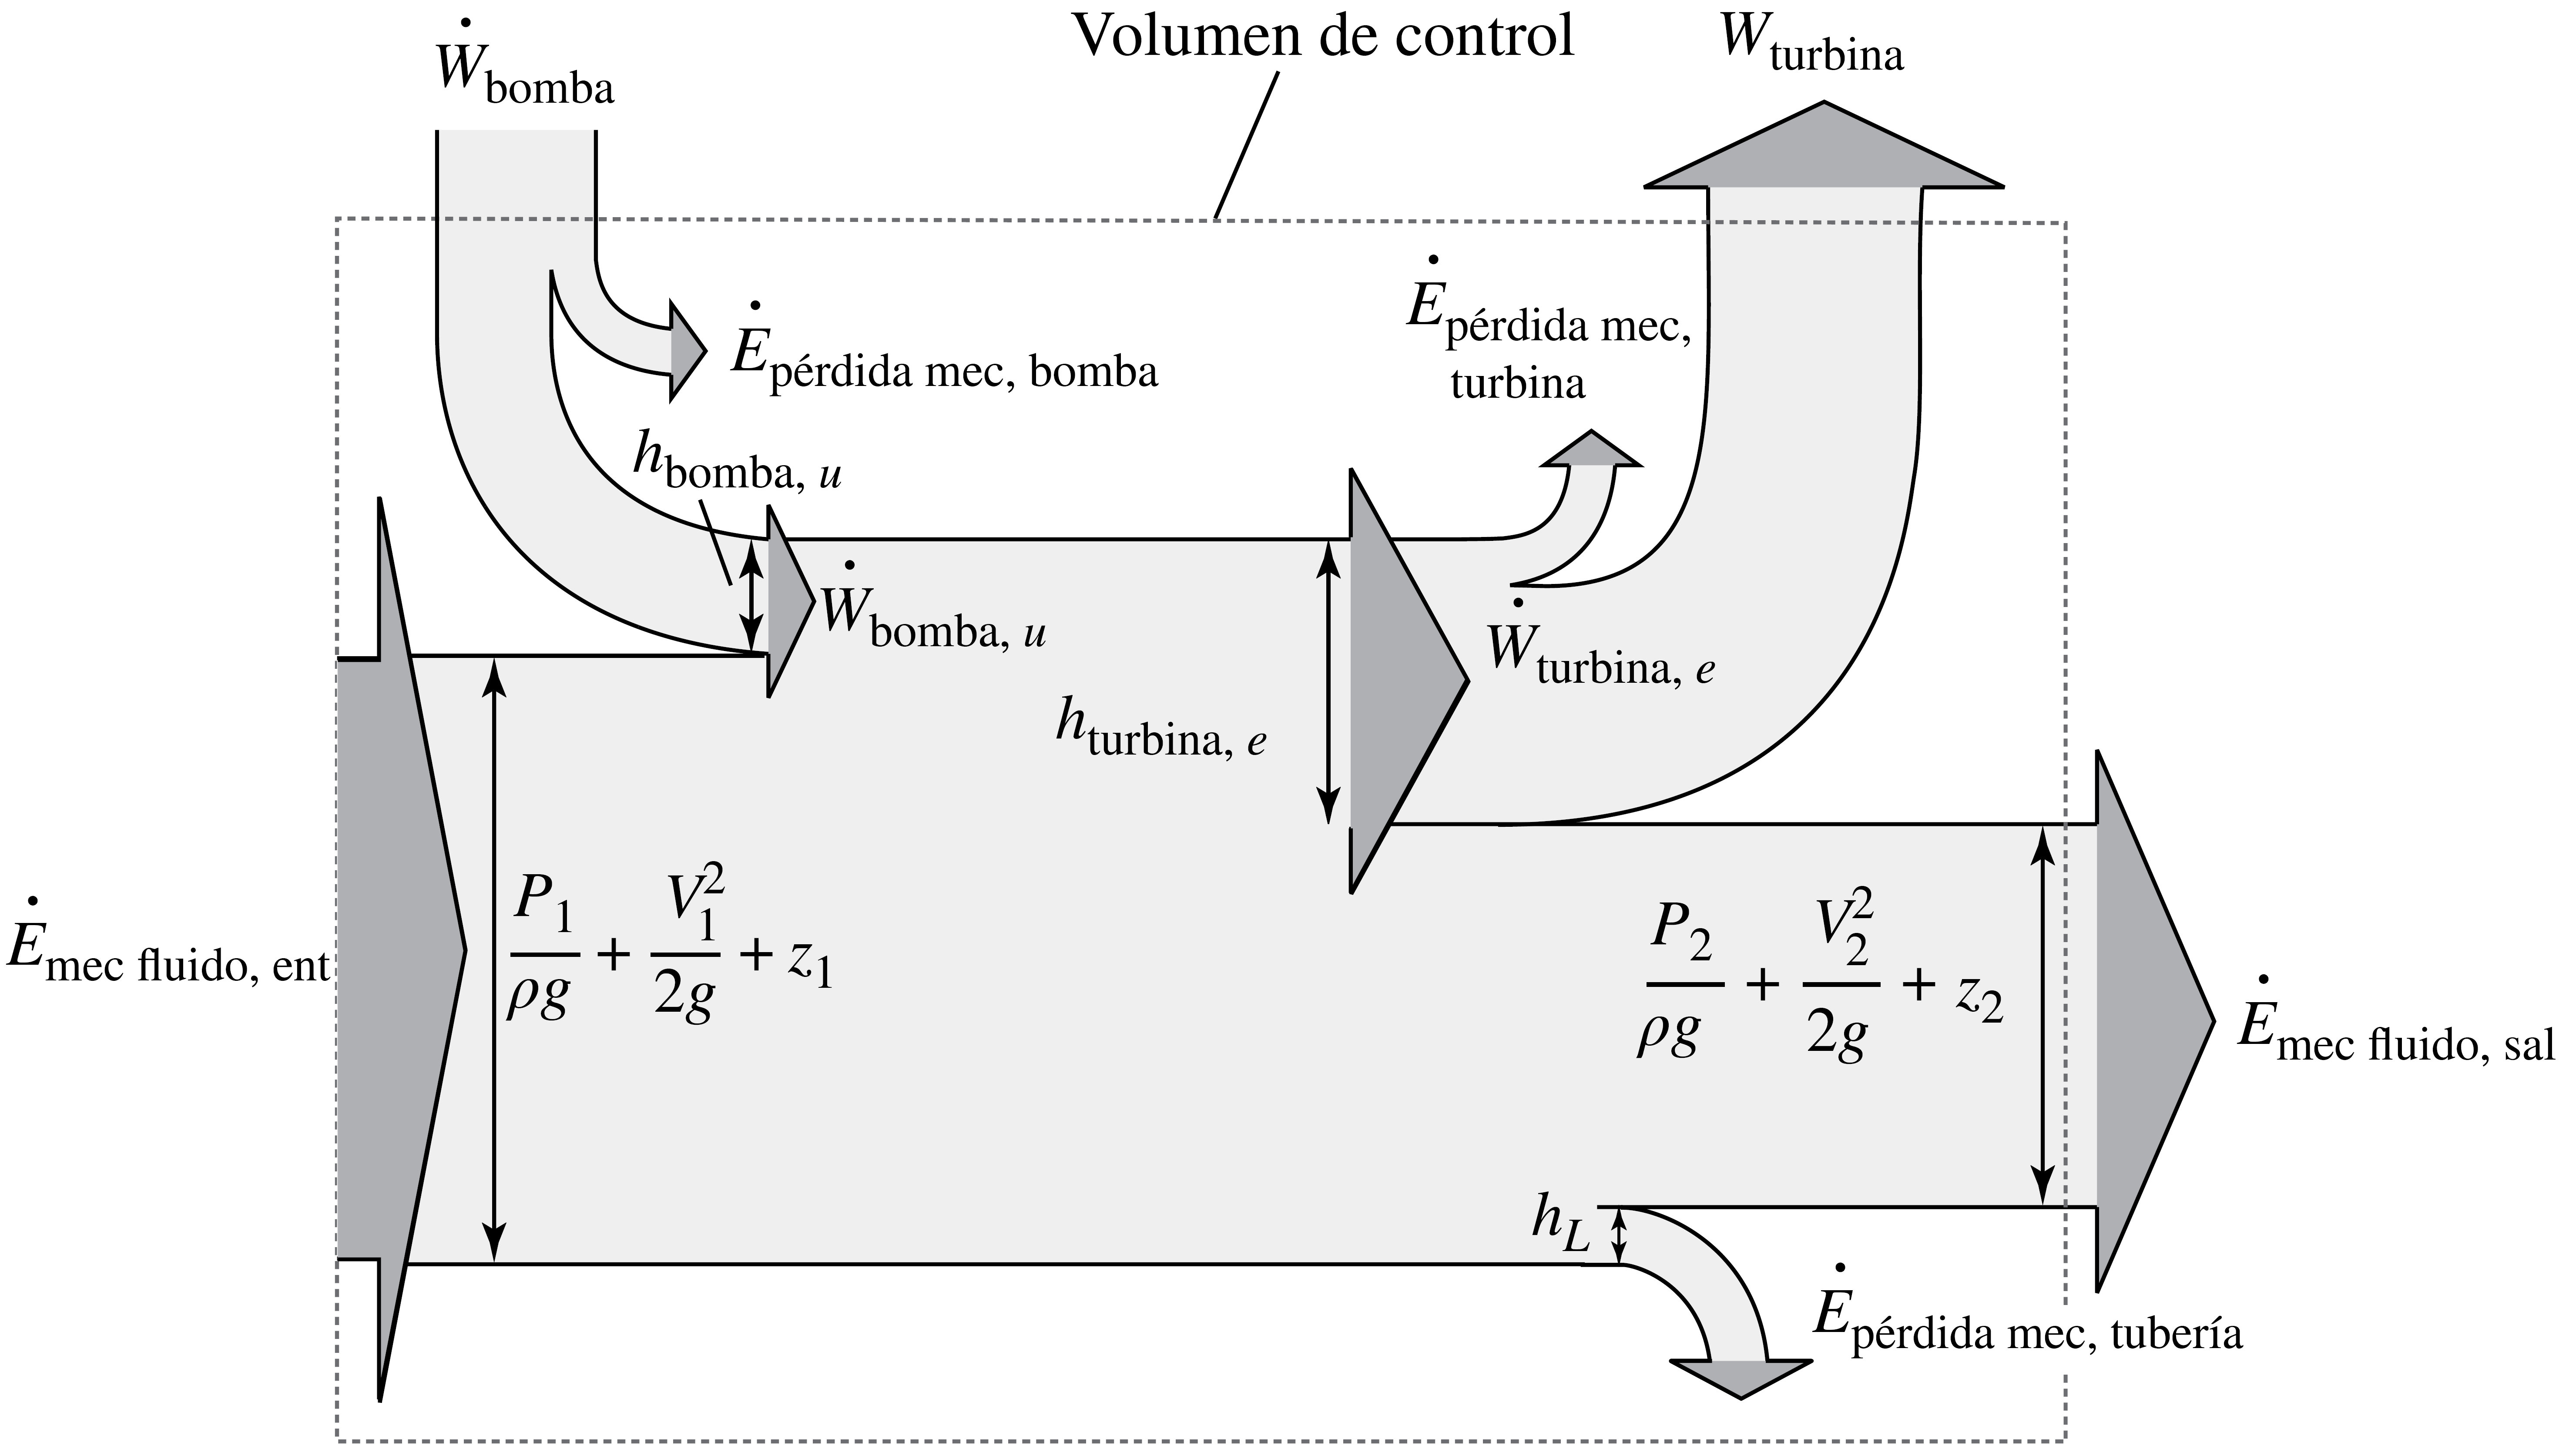 Volumen de control
Ẇbomba
Wturbina
Ėpérdida mec, bomba
Ėpérdida mec,
turbina
hbomba, u
Ẇbomba, u
Ẇturbina, e
hturbina, e
Ėmec fluido, ent
P₁/ρg + V₁²/2g + z₁
P₂/ρg + V₂²/2g + z₂
Ėmec fluido, sal
hL
Ėpérdida mec, tubería